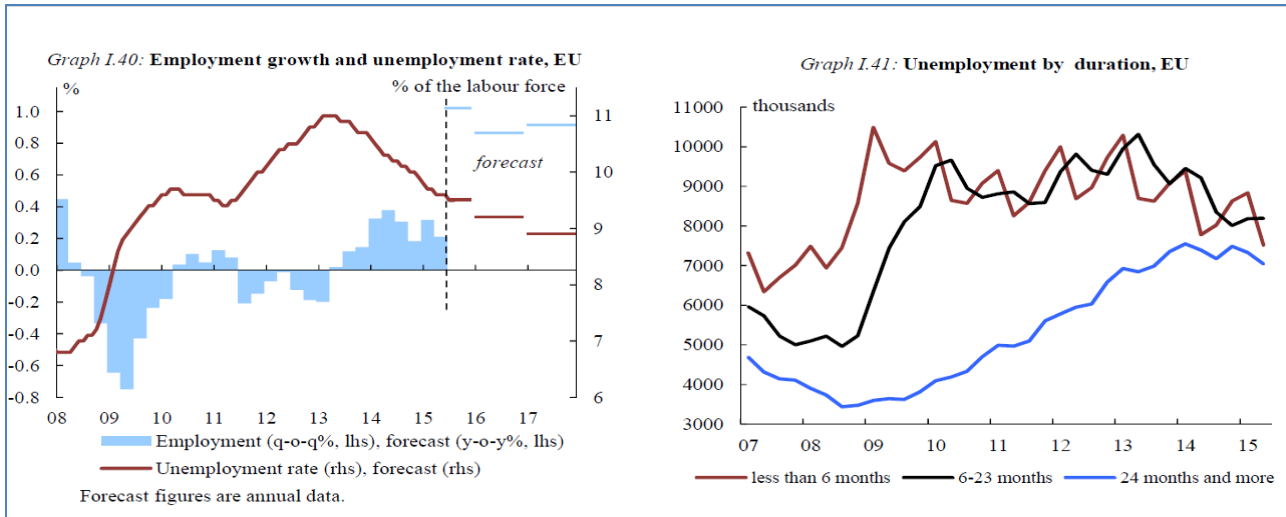 Graph I.40: Employment growth and unemployment rate, EU
% % of the labour force
1.0
0.8
0.6
0.4
0.2
0.0
-0.2
-0.4
-0.6
-0.8
11
10
9
8
7
6
forecast
08 09 10 11 12 13 14 15 16 17
Employment (q-o-q%, lhs), forecast (y-o-y%, lhs)
Unemployment rate (rhs), forecast (rhs)
Forecast figures are annual data.
Graph I.41: Unemployment by duration, EU
thousands
11000
10000
9000
8000
7000
6000
5000
4000
3000
07 08 09 10 11 12 13 14 15
less than 6 months 6-23 months 24 months and more